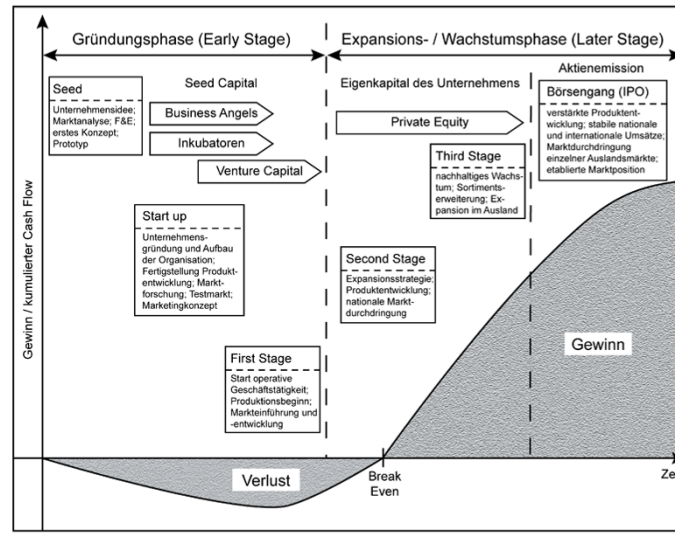 Gründungsphase (Early Stage)
Expansions- / Wachstumsphase (Later Stage)
Seed Capital
Eigenkapital des Unternehmens
Aktienemission
Seed
Unternehmensidee;
Marktanalyse; F&E;
erstes Konzept;
Prototyp
Business Angels
Inkubatoren
Venture Capital
Private Equity
Börsengang (IPO)
verstärkte Produktent-
wicklung; stabile nationale
und internationale Umsätze;
Marktdurchdringung
einzelner Auslandsmärkte;
etablierte Marktposition
Third Stage
nachhaltiges Wachs-
tum; Sortiments-
erweiterung; Ex-
pansion im Ausland
Start up
Unternehmens-
gründung und Aufbau
der Organisation;
Fertigstellung Produkt-
entwicklung; Markt-
forschung; Testmarkt;
Marketingkonzept
Second Stage
Expansionsstrategie;
Produktentwicklung;
nationale Markt-
durchdringung
First Stage
Start operative
Geschäftstätigkeit;
Produktionsbeginn;
Markteinführung und
-entwicklung
Gewinn / kumulierter Cash Flow
Gewinn
Verlust
Break
Even
Ze